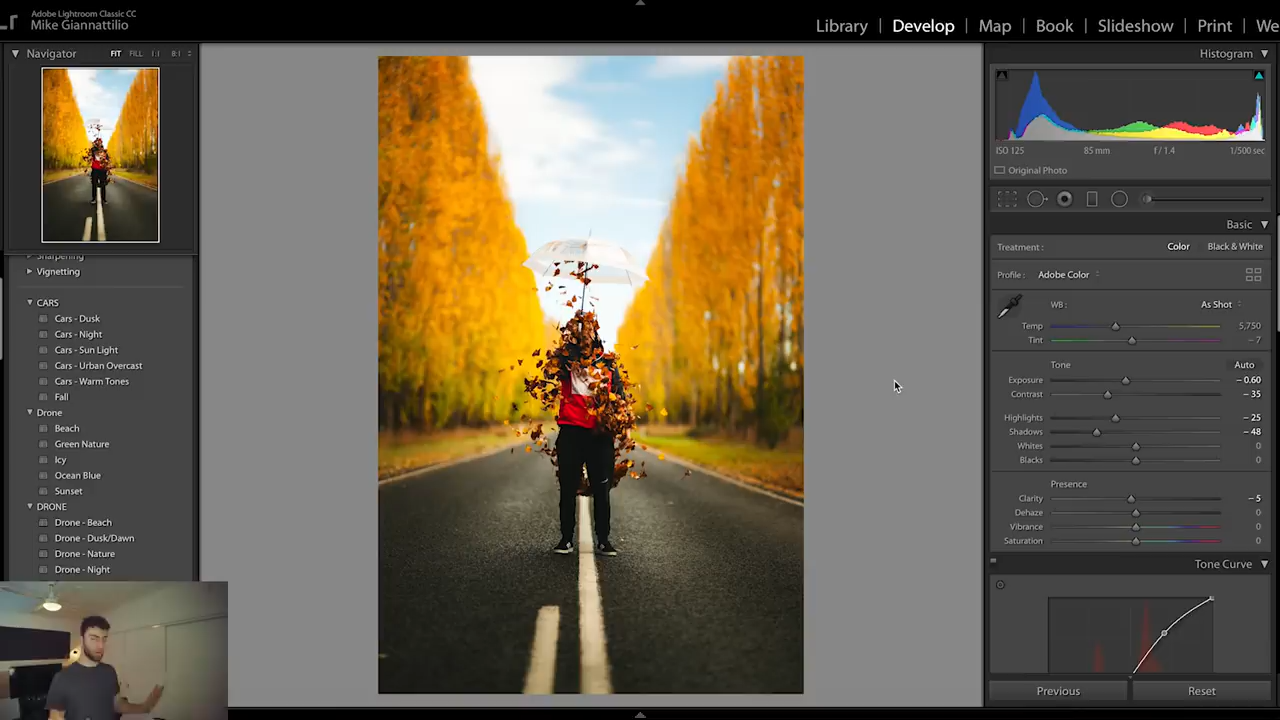 Adobe Lightroom Classic CC
Mike Giannattilio
Library | Develop | Map | Book | Slideshow | Print | We
Navigator FIT FILL 1:1 8:1
Sharpening
Vignetting
CARS
Cars - Dusk
Cars - Night
Cars - Sun Light
Cars - Urban Overcast
Cars - Warm Tones
Fall
Drone
Beach
Green Nature
Icy
Ocean Blue
Sunset
DRONE
Drone - Beach
Drone - Dusk/Dawn
Drone - Nature
Drone - Night
Histogram
ISO 125 85 mm f / 1.4 1/500 sec
Original Photo
Basic
Treatment : Color Black & White
Profile : Adobe Color
WB : As Shot
Temp 5,750
Tint − 7
Tone Auto
Exposure − 0.60
Contrast − 35
Highlights − 25
Shadows − 48
Whites 0
Blacks 0
Presence
Clarity − 5
Dehaze 0
Vibrance 0
Saturation 0
Tone Curve
Previous Reset